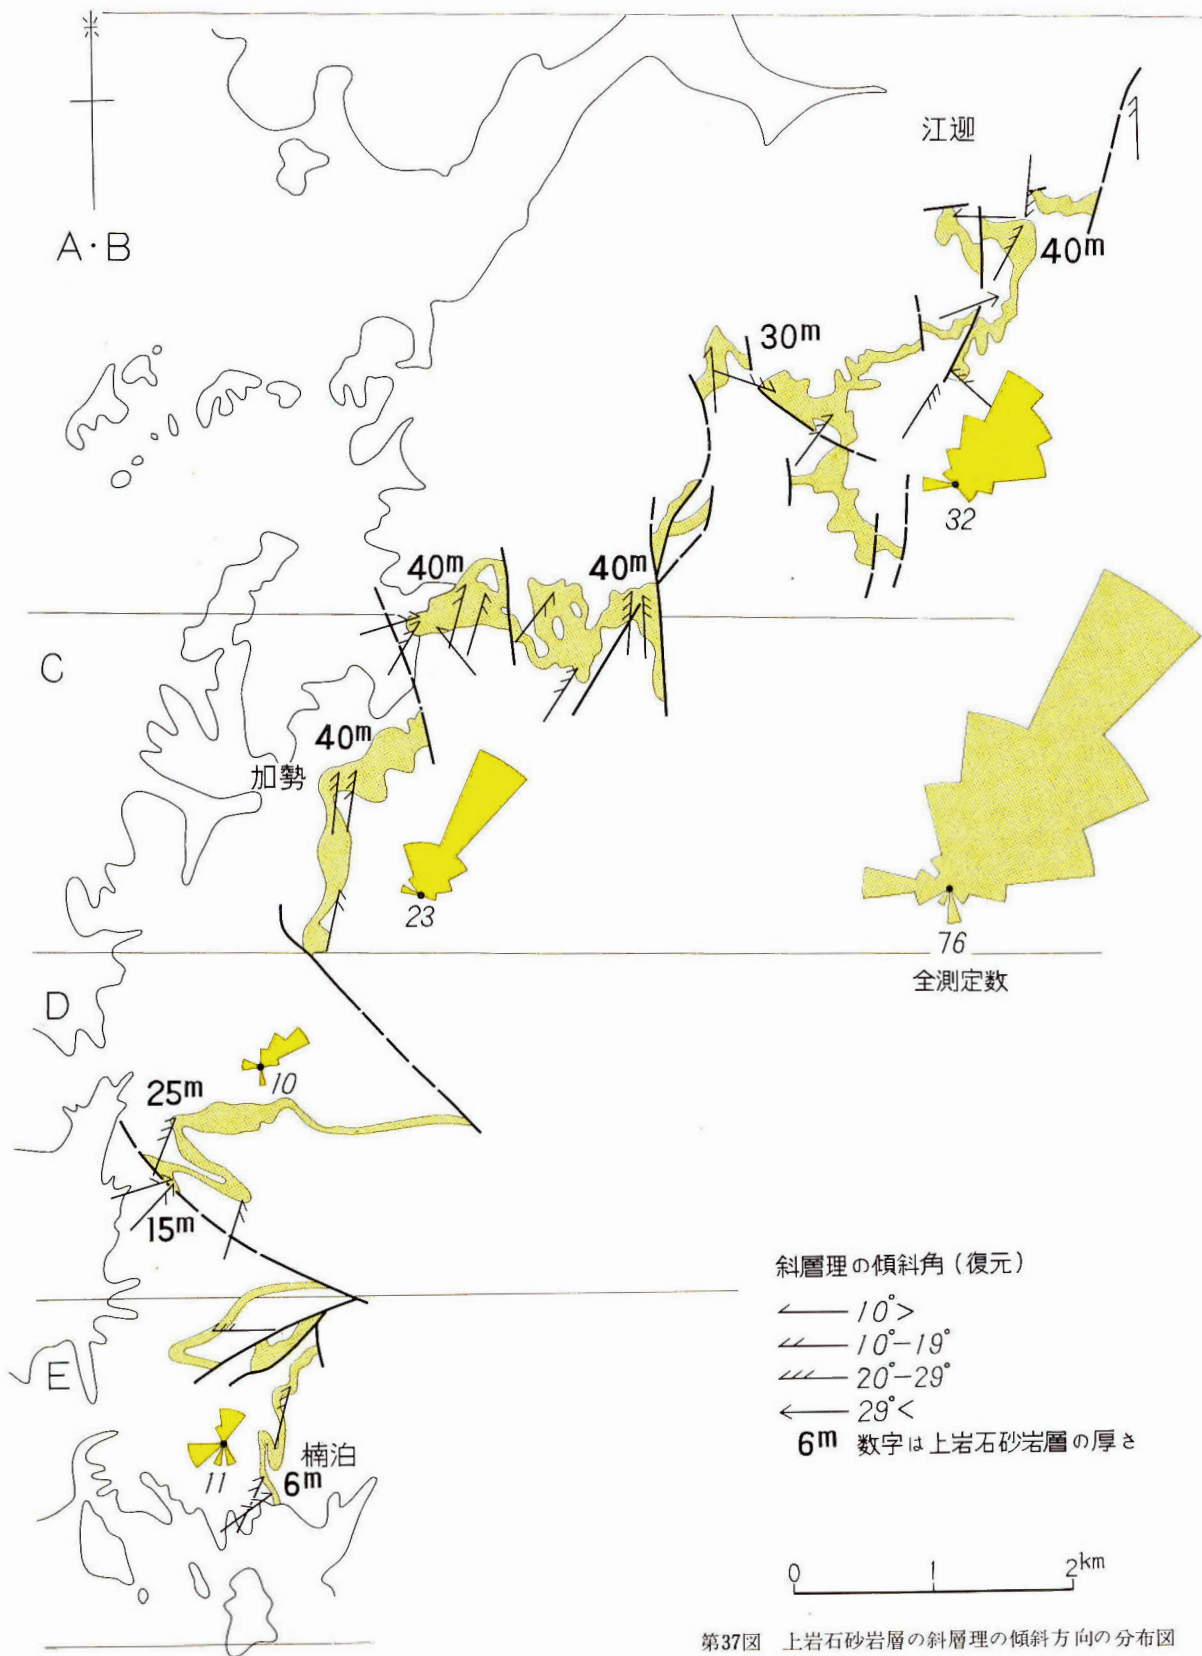 江迎
A・B
40m
30m
32
40m
40m
C
40m
加勢
23
76
全測定数
D
10
25m
15m
斜層理の傾斜角(復元)
10°>
10°-19°
20°-29°
29°<
6m 数字は上岩石砂岩層の厚さ
E
楠泊
11
6m
0 1 2km
第37図 上岩石砂岩層の斜層理の傾斜方向の分布図